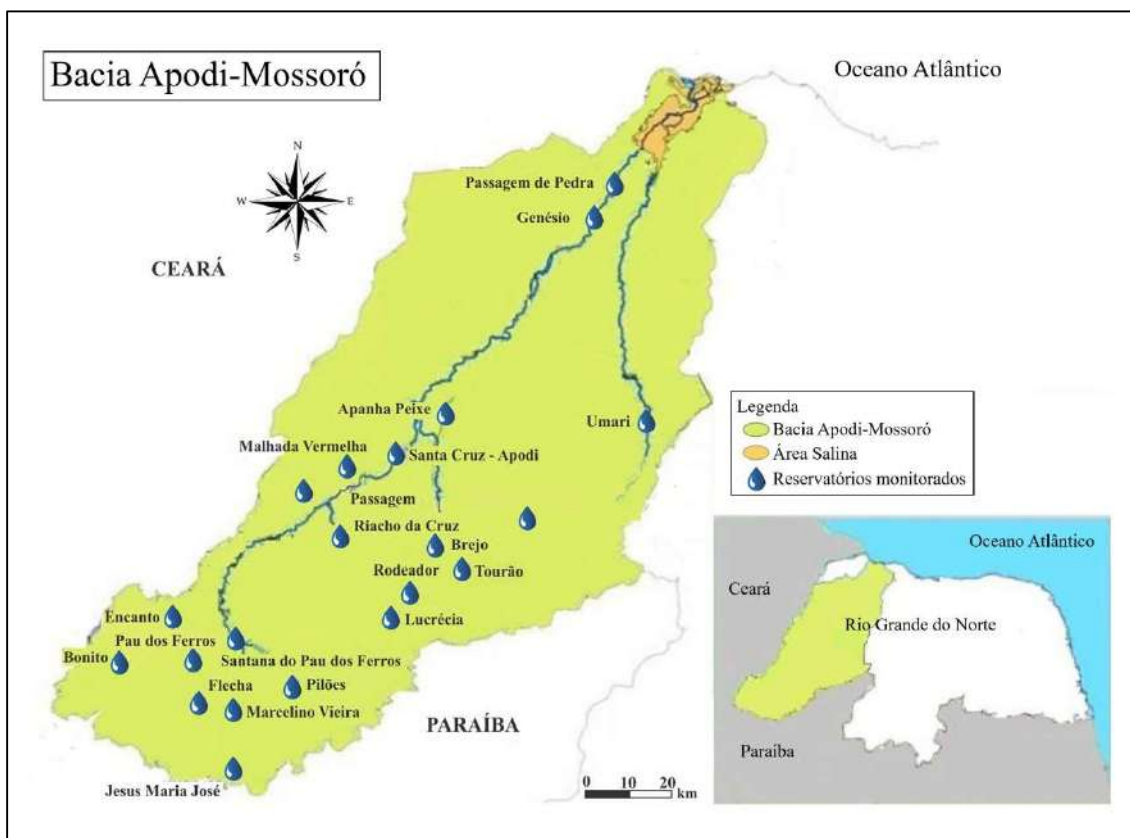 Bacia Apodi-Mossoró
Oceano Atlântico
N
W
E
S
CEARÁ
Passagem de Pedra
Genésio
Apanha Peixe
Umari
Malhada Vermelha
Santa Cruz - Apodi
Passagem
Riacho da Cruz
Brejo
Rodeador
Tourão
Encanto
Lucrécia
Pau dos Ferros
Bonito
Santana do Pau dos Ferros
Flecha
Pilões
Marcelino Vieira
PARAÍBA
Jesus Maria José
0 10 20
km
Legenda
Bacia Apodi-Mossoró
Área Salina
Reservatórios monitorados
Oceano Atlântico
Ceará
Rio Grande do Norte
Paraíba